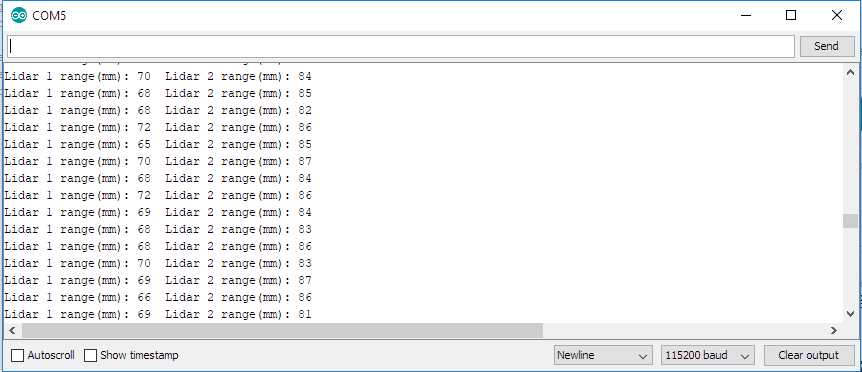 COM5
Send
Lidar 1 range(mm): 70  Lidar 2 range(mm): 84
Lidar 1 range(mm): 68  Lidar 2 range(mm): 85
Lidar 1 range(mm): 68  Lidar 2 range(mm): 82
Lidar 1 range(mm): 72  Lidar 2 range(mm): 86
Lidar 1 range(mm): 65  Lidar 2 range(mm): 85
Lidar 1 range(mm): 70  Lidar 2 range(mm): 87
Lidar 1 range(mm): 68  Lidar 2 range(mm): 84
Lidar 1 range(mm): 72  Lidar 2 range(mm): 86
Lidar 1 range(mm): 69  Lidar 2 range(mm): 84
Lidar 1 range(mm): 68  Lidar 2 range(mm): 83
Lidar 1 range(mm): 68  Lidar 2 range(mm): 86
Lidar 1 range(mm): 70  Lidar 2 range(mm): 83
Lidar 1 range(mm): 69  Lidar 2 range(mm): 87
Lidar 1 range(mm): 66  Lidar 2 range(mm): 86
Lidar 1 range(mm): 69  Lidar 2 range(mm): 81
Autoscroll Show timestamp Newline 115200 baud Clear output